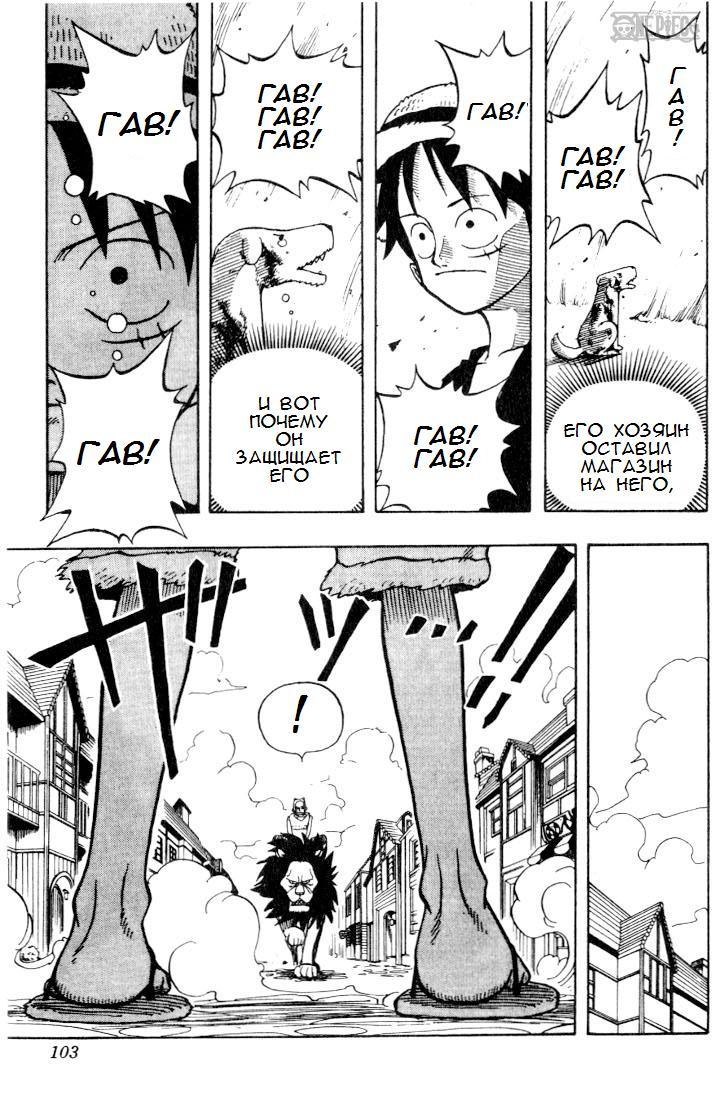 ONE PIECE
Г
А
В
!
ГАВ!
ГАВ!
ЕГО ХОЗЯИН
ОСТАВИЛ
МАГАЗИН
НА НЕГО,
ГАВ!
ГАВ!
ГАВ!
ГАВ!
ГАВ!
ГАВ!
И ВОТ
ПОЧЕМУ
ОН
ЗАЩИЩАЕТ
ЕГО
ГАВ!
ГАВ!
!
103